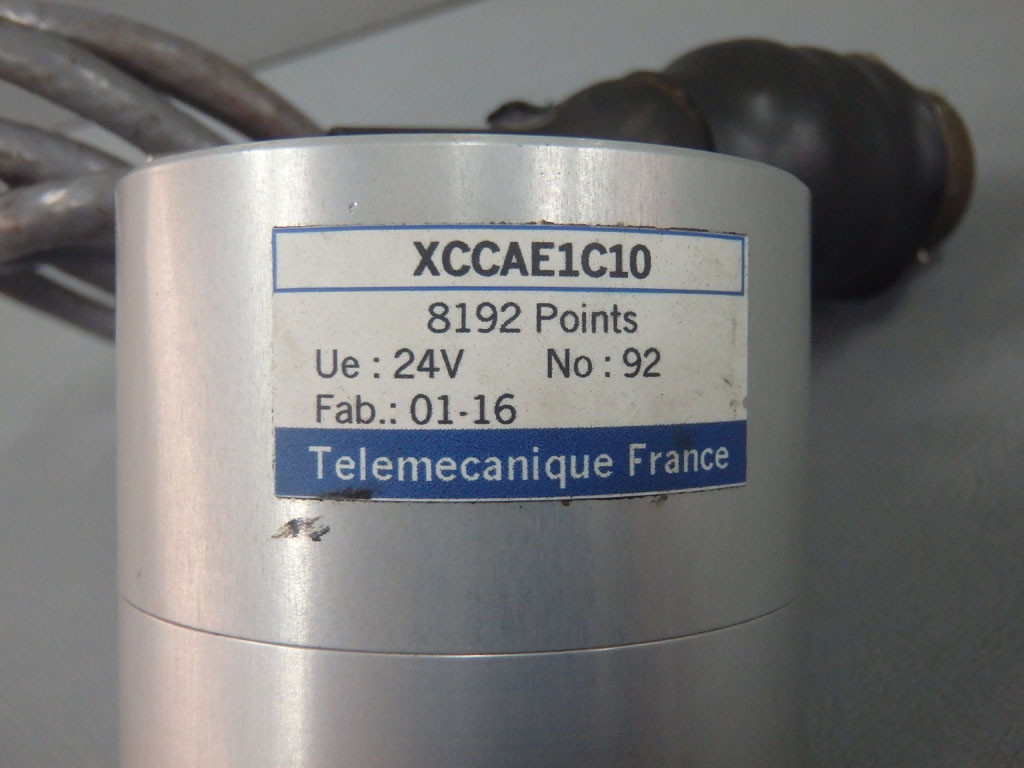 XCCAE1C10
8192 Points
Ue : 24V No : 92
Fab.: 01-16
Telemecanique France